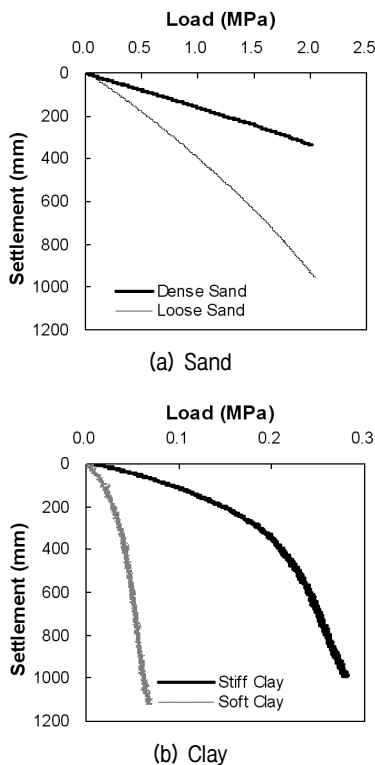 Load (MPa)
0.0 0.5 1.0 1.5 2.0 2.5
0
200
400
600
800
1000
1200
Settlement (mm)
Dense Sand
Loose Sand
(a) Sand
Load (MPa)
0.0 0.1 0.2 0.3
0
200
400
600
800
1000
1200
Settlement (mm)
Stiff Clay
Soft Clay
(b) Clay